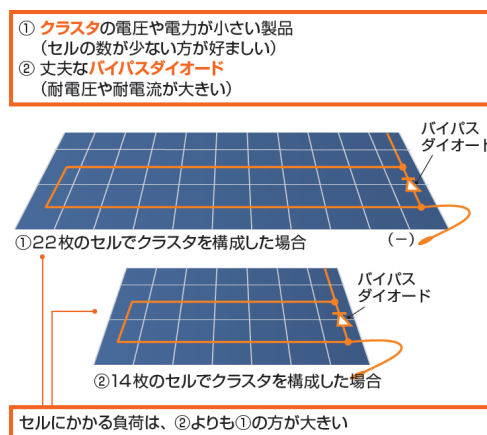 ① クラスタの電圧や電力が小さい製品
（セルの数が少ない方が好ましい）
② 丈夫なバイパスダイオード
（耐電圧や耐電流が大きい）
バイパス
ダイオード
①22枚のセルでクラスタを構成した場合
（−）
バイパス
ダイオード
②14枚のセルでクラスタを構成した場合
セルにかかる負荷は、②よりも①の方が大きい